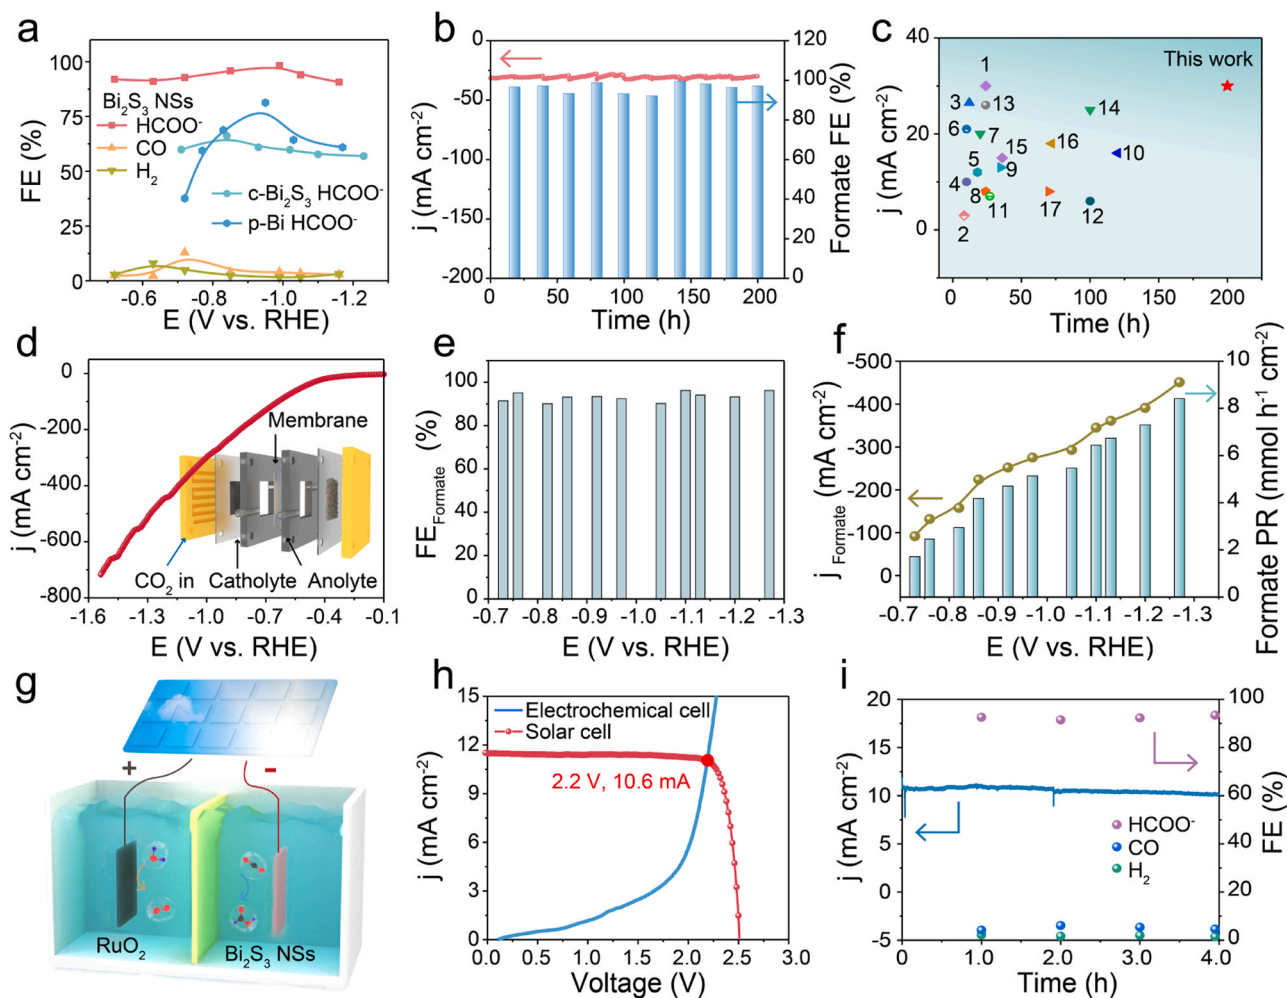 a
FE (%)
100
75
50
25
0
Bi₂S₃ NSs
HCOO⁻
CO
H₂
c-Bi₂S₃ HCOO⁻
p-Bi HCOO⁻
-0.6 -0.8 -1.0 -1.2
E (V vs. RHE)
b
j (mA cm⁻²)
0
-50
-75
-100
-125
-150
-175
-200
120
100
80
60
40
20
0
Formate FE (%)
0 25 50 75 100 125 150 175 200
Time (h)
c
j (mA cm⁻²)
40
30
20
10
0
This work
1
3
13
14
6
7
16
15
10
5
9
4
8
11
17
12
2
0 50 100 150 200
Time (h)
d
j (mA cm⁻²)
0
-200
-400
-600
-800
Membrane
CO₂ in
Catholyte
Anolyte
-1.6 -1.3 -1.0 -0.7 -0.4 -0.1
E (V vs. RHE)
e
FE_Formate (%)
100
80
60
40
90
20
0
-0.7 -0.8 -0.9 -1.0 -1.1 -1.2 -1.3
E (V vs. RHE)
f
j_Formate (mA cm⁻²)
-500
-400
-300
-200
-100
0
10
8
6
4
2
0
Formate PR (mmol h⁻¹ cm⁻²)
-0.7 -0.8 -0.9 -1.0 -1.1 -1.2 -1.3
E (V vs. RHE)
g
+
-
RuO₂
Bi₂S₃ NSs
h
j (mA cm⁻²)
15
12
9
6
3
0
Electrochemical cell
Solar cell
2.2 V, 10.6 mA
0.0 0.5 1.0 1.5 2.0 2.5 3.0
Voltage (V)
i
j (mA cm⁻²)
20
15
10
5
0
-5
HCOO⁻
CO
H₂
100
80
60
40
20
0
FE (%)
0.0 1.0 2.0 3.0 4.0
Time (h)